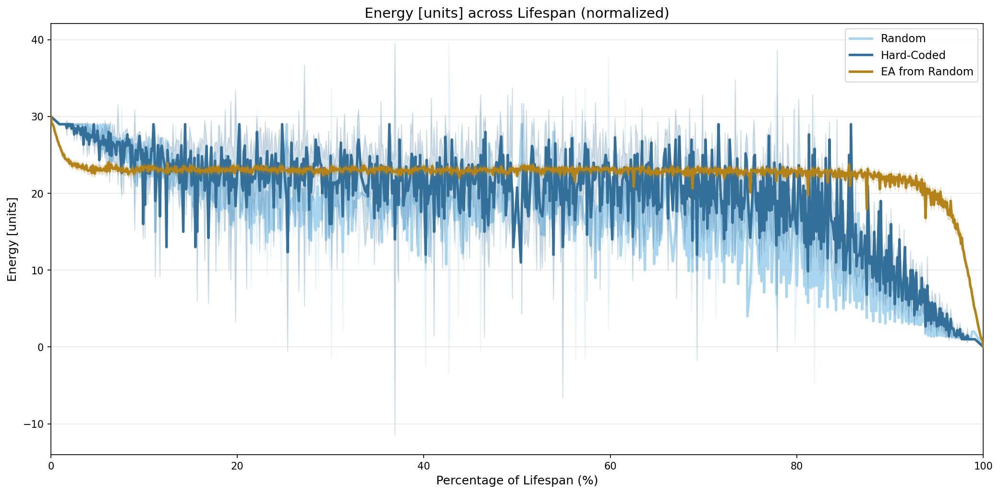 Energy [units] across Lifespan (normalized)
Random
Hard-Coded
EA from Random
Energy [units]
40
30
20
10
0
−10
0 20 40 60 80 100
Percentage of Lifespan (%)